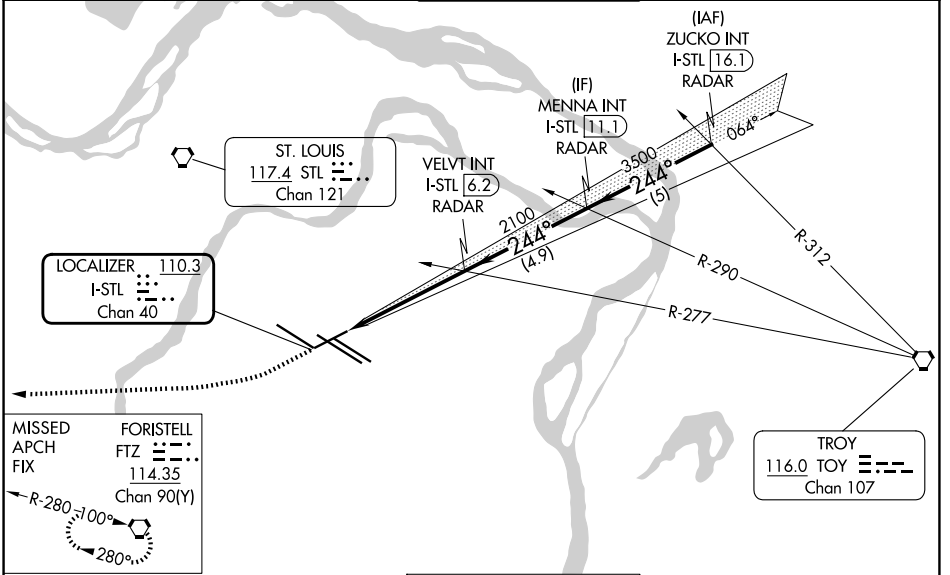 (IAF)
ZUCKO INT
I-STL 16.1
RADAR
(IF)
MENNA INT
I-STL 11.1
RADAR
064°
ST. LOUIS
117.4 STL
Chan 121
VELVT INT
I-STL 6.2
RADAR
3500
244°
(5)
2100
244°
(4.9)
R-312
R-290
R-277
LOCALIZER 110.3
I-STL
Chan 40
MISSED
APCH
FIX
FORISTELL
FTZ
114.35
Chan 90(Y)
R-280
100°
280°
TROY
116.0 TOY
Chan 107